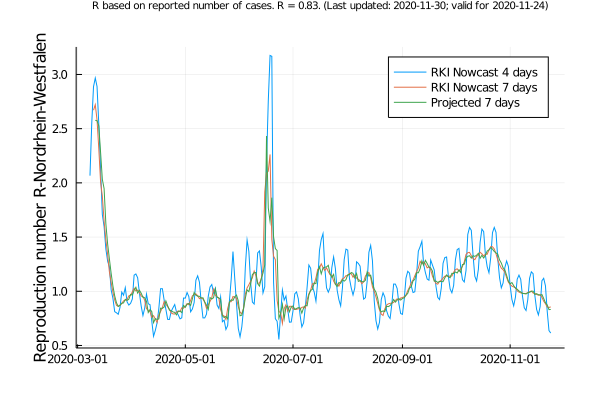 R based on reported number of cases. R = 0.83. (Last updated: 2020-11-30; valid for 2020-11-24)
Reproduction number R-Nordrhein-Westfalen
3.0
2.5
2.0
1.5
1.0
0.5
RKI Nowcast 4 days
RKI Nowcast 7 days
Projected 7 days
2020-03-01
2020-05-01
2020-07-01
2020-09-01
2020-11-01